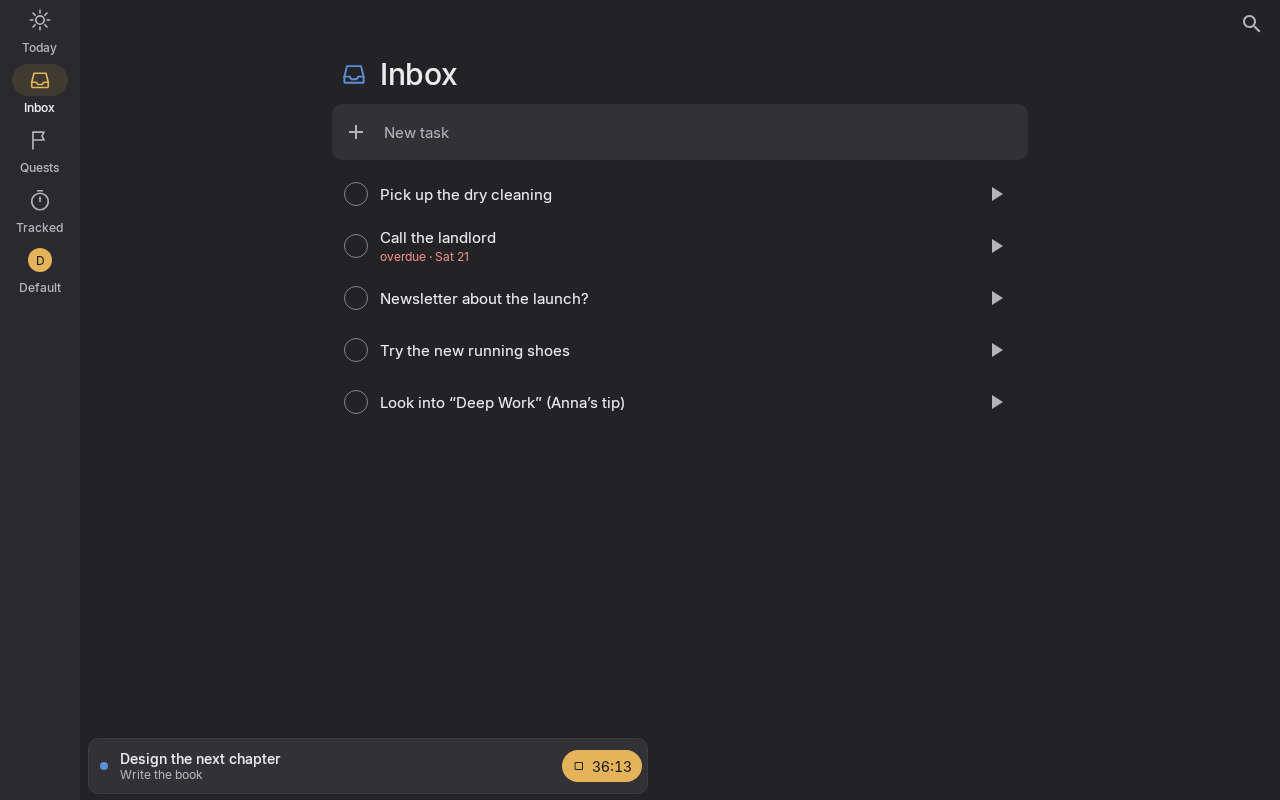 Today
Inbox
Quests
Tracked
D
Default
Inbox
New task
Pick up the dry cleaning
Call the landlord
overdue · Sat 21
Newsletter about the launch?
Try the new running shoes
Look into “Deep Work” (Anna’s tip)
Design the next chapter
Write the book
36:13